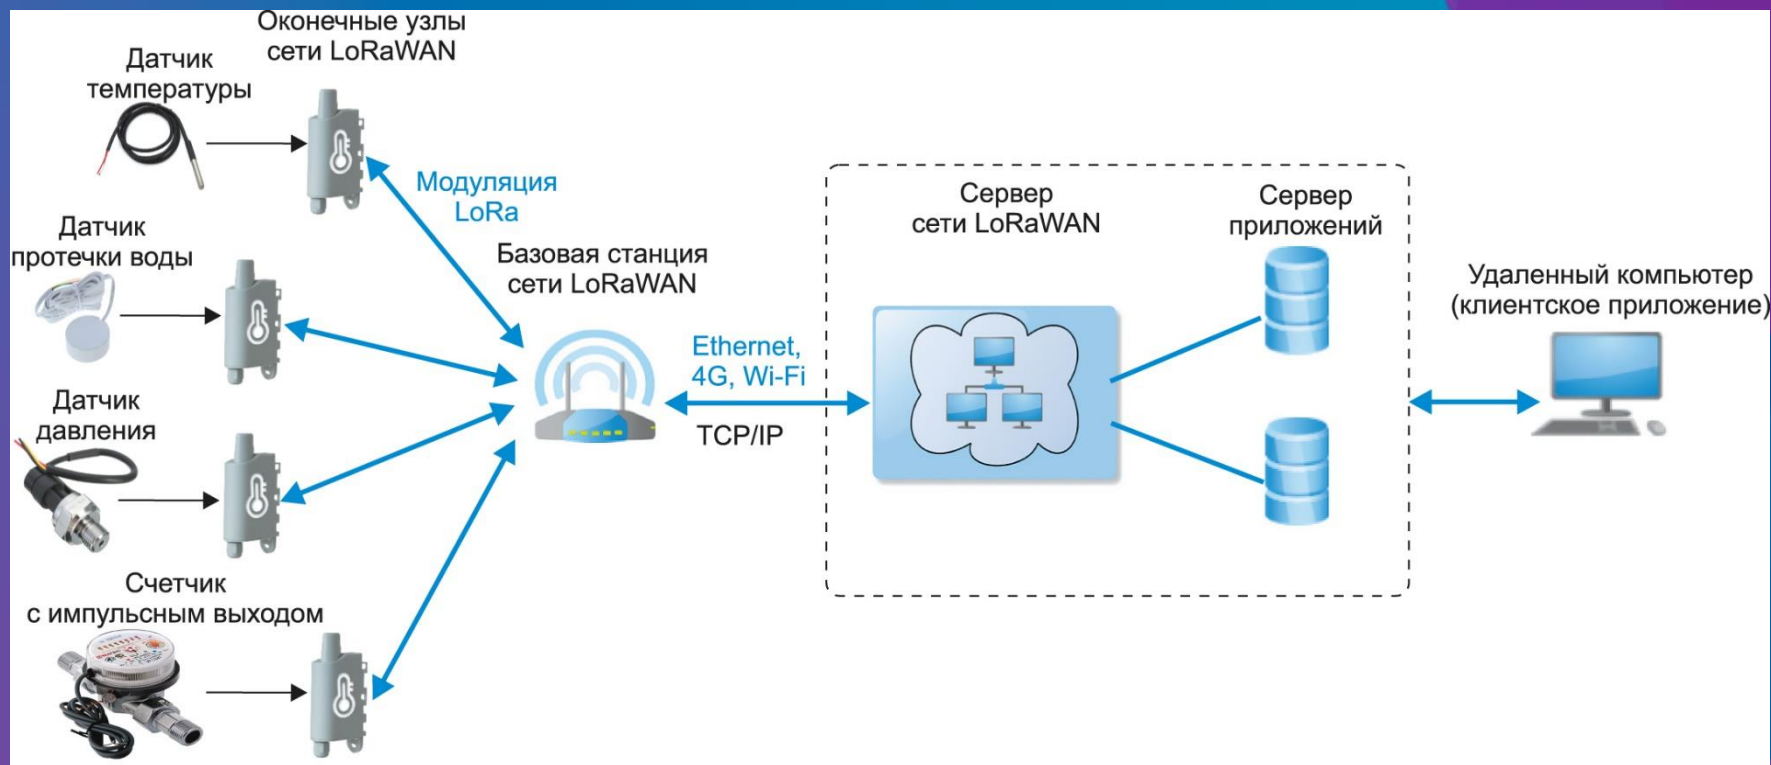 Оконечные узлы
сети LoRaWAN
Датчик
температуры
Модуляция
LoRa
Датчик
протечки воды
Базовая станция
сети LoRaWAN
Датчик
давления
Счетчик
с импульсным выходом
Ethernet,
4G, Wi-Fi
TCP/IP
Сервер
сети LoRaWAN
Сервер
приложений
Удаленный компьютер
(клиентское приложение)